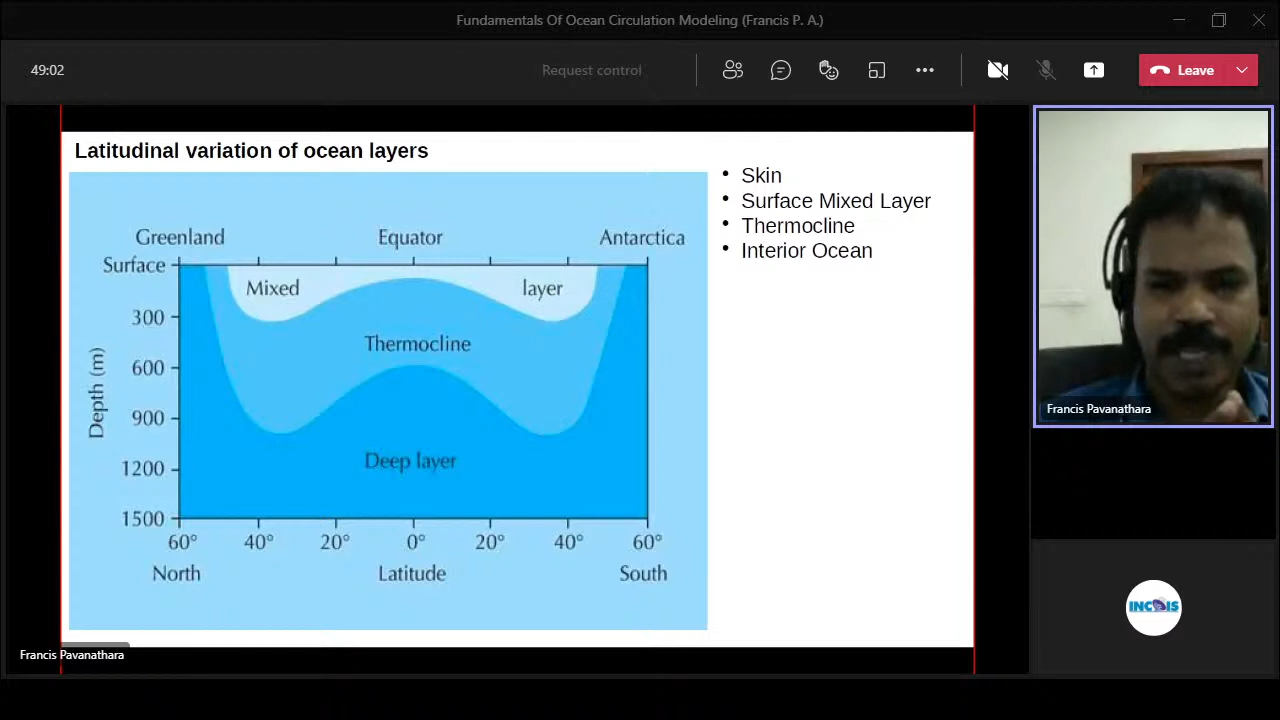 Fundamentals Of Ocean Circulation Modeling (Francis P. A.)
49:02
Request control
Leave
Latitudinal variation of ocean layers
Greenland Equator Antarctica
Surface
Mixed layer
300
Thermocline
600
900
Deep layer
1200
1500
Depth (m)
60° 40° 20° 0° 20° 40° 60°
North Latitude South
• Skin
• Surface Mixed Layer
• Thermocline
• Interior Ocean
Francis Pavanathara
INCOIS
Francis Pavanathara